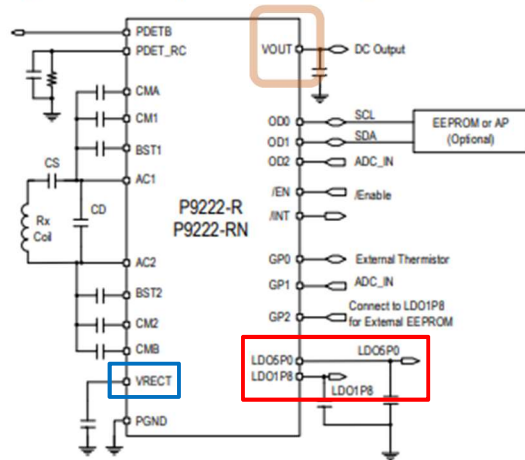 PDETB
PDET_RC
VOUT
DC Output
CMA
CM1
BST1
AC1
CS
CD
Rx
Coil
P9222-R
P9222-RN
OD0
SCL
OD1
SDA
EEPROM or AP
(Optional)
OD2
ADC_IN
/EN
/Enable
/INT
GP0
External Thermistor
GP1
ADC_IN
GP2
Connect to LDO1P8
for External EEPROM
AC2
BST2
CM2
CMB
VRECT
PGND
LDO5P0
LDO5P0
LDO1P8
LDO1P8